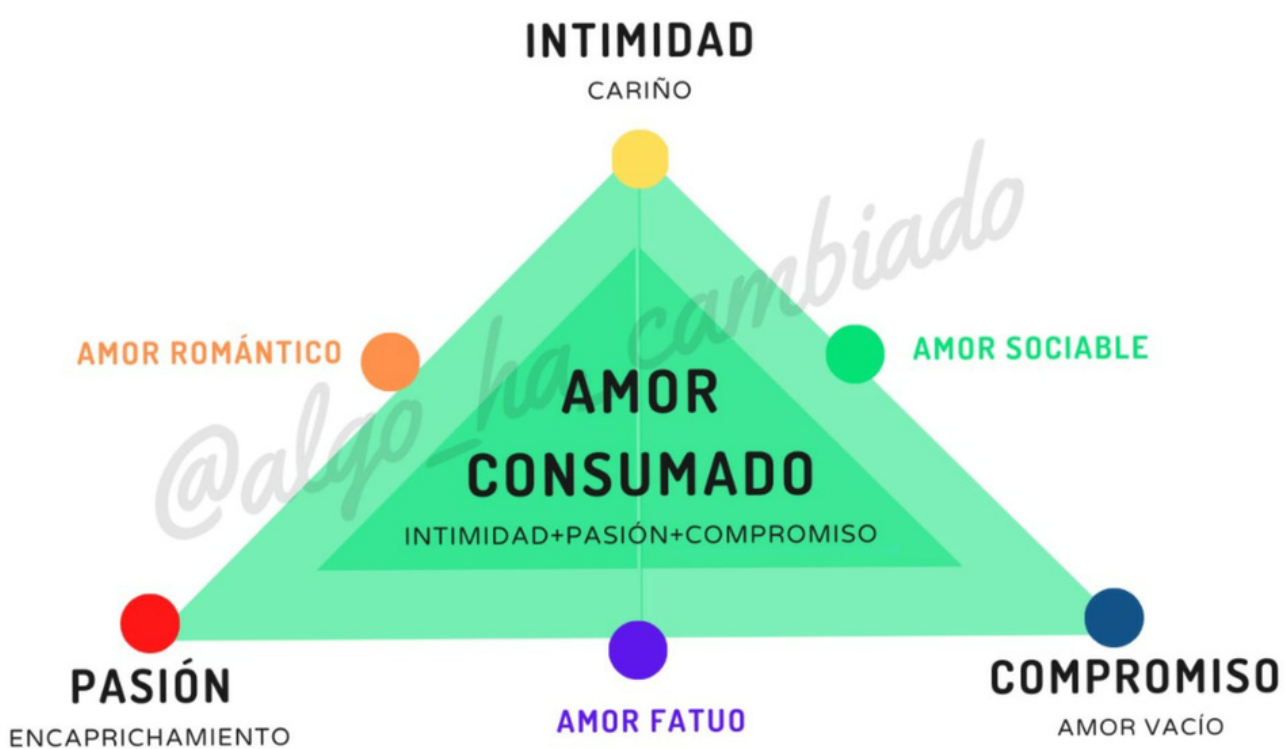 INTIMIDAD
CARIÑO
@algo_ha_cambiado
AMOR ROMÁNTICO
AMOR SOCIABLE
AMOR
CONSUMADO
INTIMIDAD+PASIÓN+COMPROMISO
PASIÓN
ENCAPRICHAMIENTO
AMOR FATUO
COMPROMISO
AMOR VACÍO